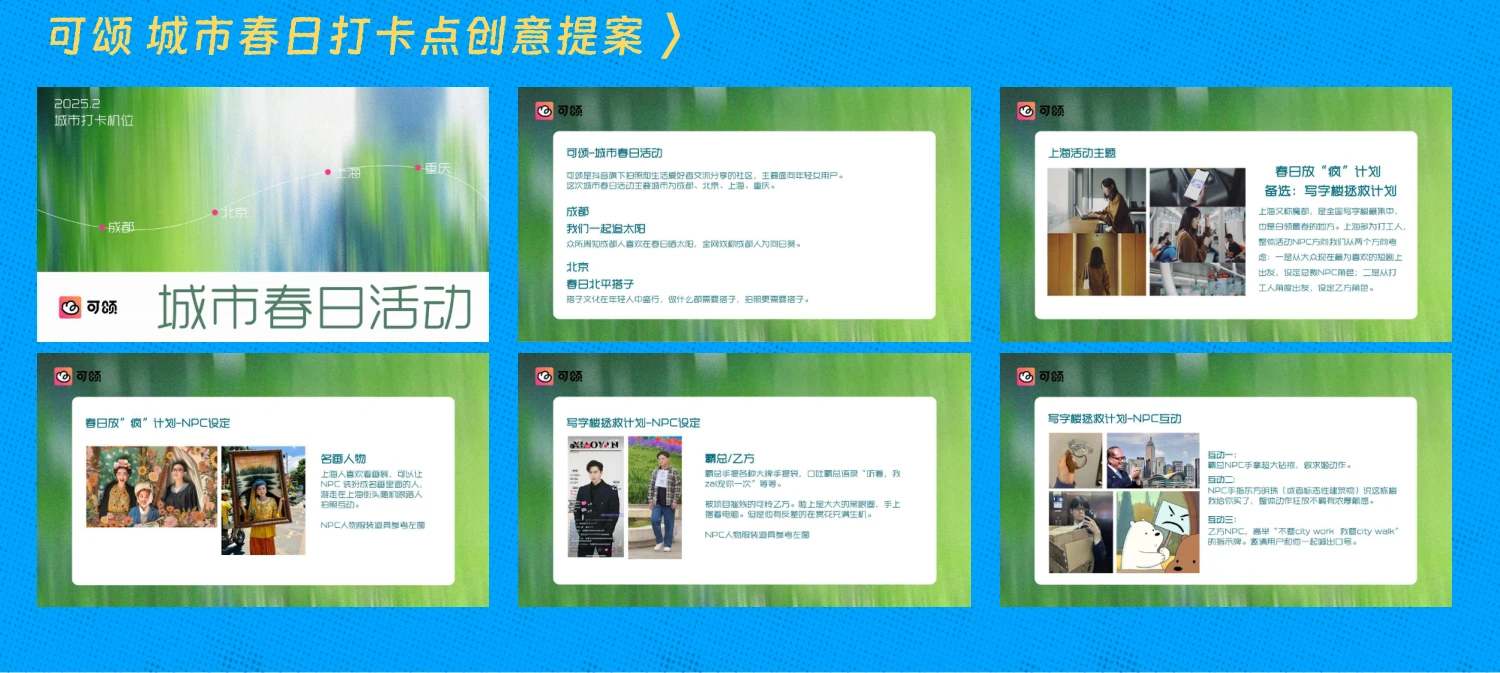 可颂 城市春日打卡点创意提案 〉
2025.2
城市打卡机位
上海
重庆
北京
成都
可颂
城市春日活动
可颂
可颂-城市春日活动
可颂是抖音旗下拍照和生活爱好者交流分享的社区，主要面向年轻女用户。
这次城市春日活动主要城市为成都、北京、上海、重庆。
成都
我们一起追太阳
众所周知成都人喜欢在春日晒太阳，全网戏称成都人为向日葵。
北京
春日北平搭子
搭子文化在年轻人中盛行，做什么都需要搭子，拍照更需要搭子。
可颂
上海活动主题
春日放“疯”计划
备选：写字楼拯救计划
上海又称魔都，是全国写字楼最集中，
也是白领最卷的地方。上海多为打工人，
整体活动NPC方向我们从两个方向考
虑：一是从大众现在最为喜欢的短剧上
出发，设定总裁NPC角色；二是从打
工人角度出发，设定乙方角色。
可颂
春日放”疯”计划-NPC设定
名画人物
上海人喜欢看画展，可以让
NPC 装扮成名画里面的人，
游走在上海街头随机跟路人
拍照互动。
NPC人物服装道具参考左图
可颂
写字楼拯救计划-NPC设定
XIAOYAN
霸总/乙方
霸总手提各种大牌手提袋，口吐霸总语录“听着，我
zai宠你一次”等等。
被项目摧残的可怜乙方。脸上是大大的黑眼圈，手上
揣着电脑。但是他有反差的在赏花充满生机。
NPC人物服装道具参考左图
可颂
写字楼拯救计划-NPC互动
互动一：
霸总NPC手拿超大钻戒，做求婚动作。
互动二：
NPC手指东方明珠（或者标志性建筑物）说这栋楼
我给你买了，整体动作狂放不羁有浓厚颠感。
互动三：
乙方NPC，高举“不要city work 我要city walk”
的指示牌。邀请用户和他一起喊出口号。